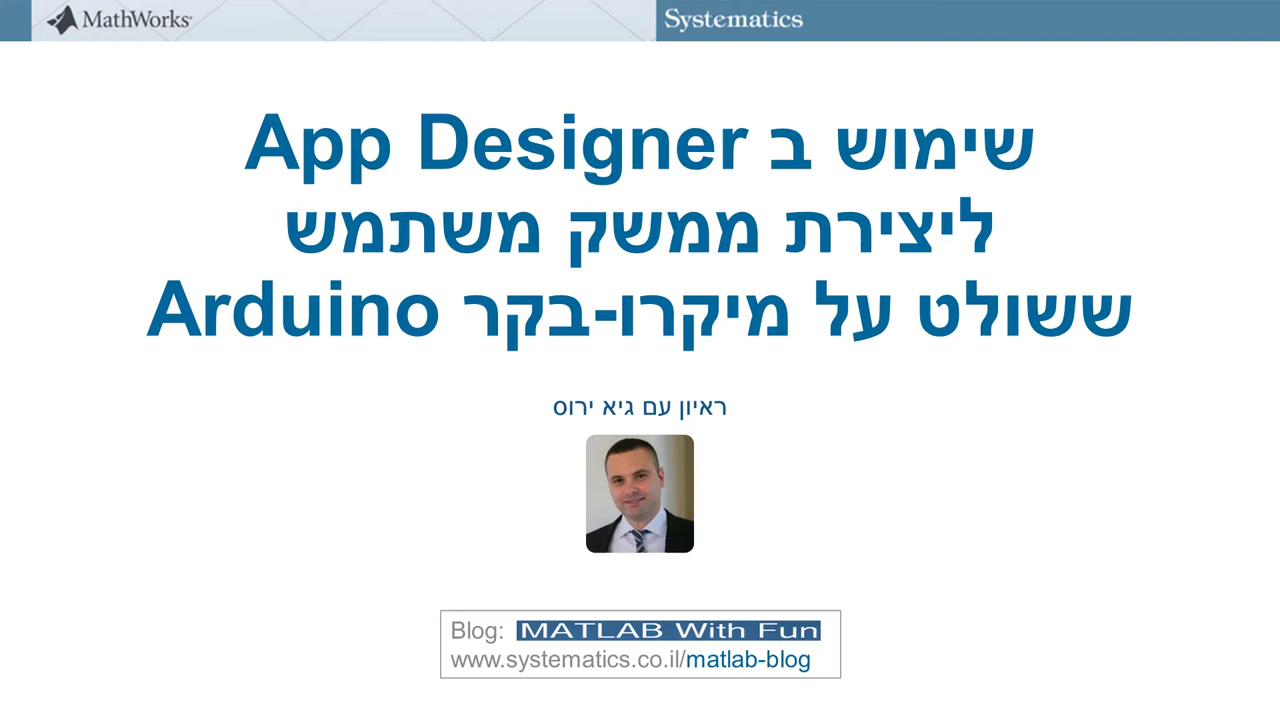 MathWorks
Systematics
שימוש ב App Designer
ליצירת ממשק משתמש
ששולט על מיקרו-בקר Arduino
ראיון עם גיא ירוס
Blog: MATLAB With Fun
www.systematics.co.il/matlab-blog